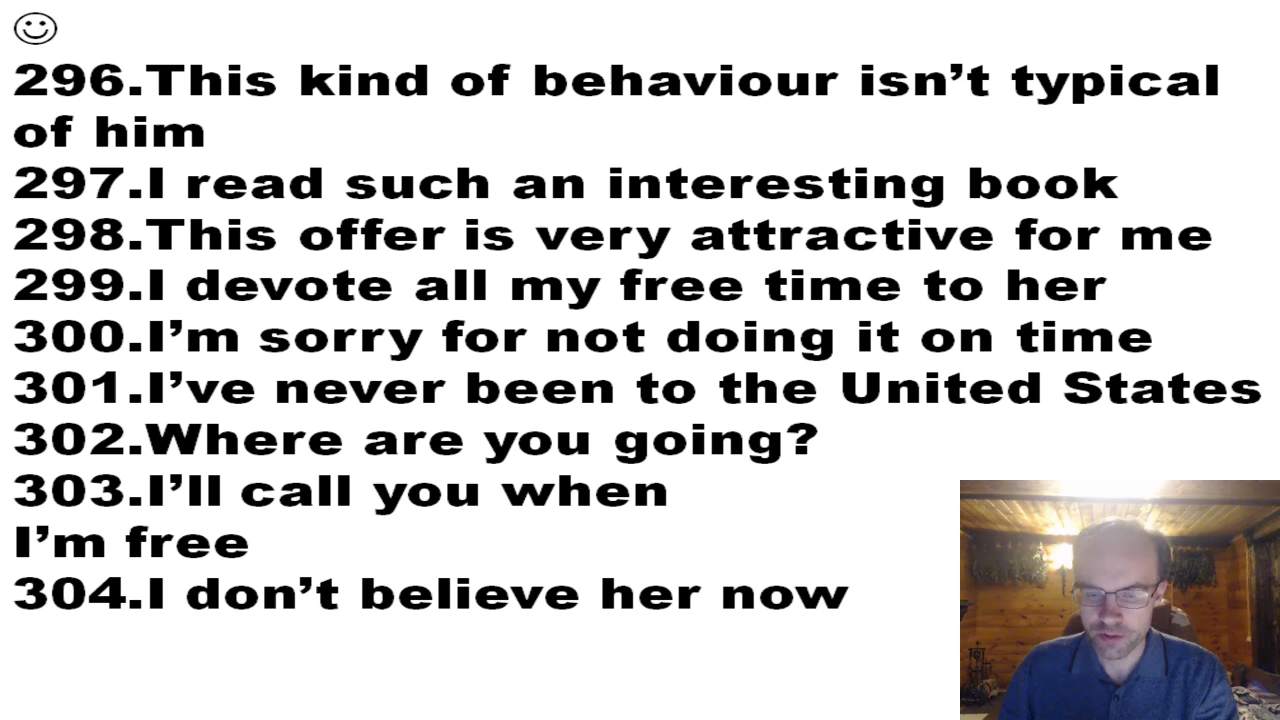 296.This kind of behaviour isn’t typical
of him
297.I read such an interesting book
298.This offer is very attractive for me
299.I devote all my free time to her
300.I’m sorry for not doing it on time
301.I’ve never been to the United States
302.Where are you going?
303.I’ll call you when
I’m free
304.I don’t believe her now